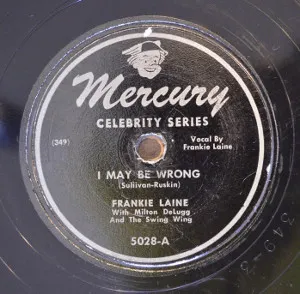 Mercury
CELEBRITY SERIES
(349)
Vocal By
Frankie Laine
I MAY BE WRONG
(Sullivan-Ruskin)
FRANKIE LAINE
With Milton DeLugg
And The Swing Wing
5028-A